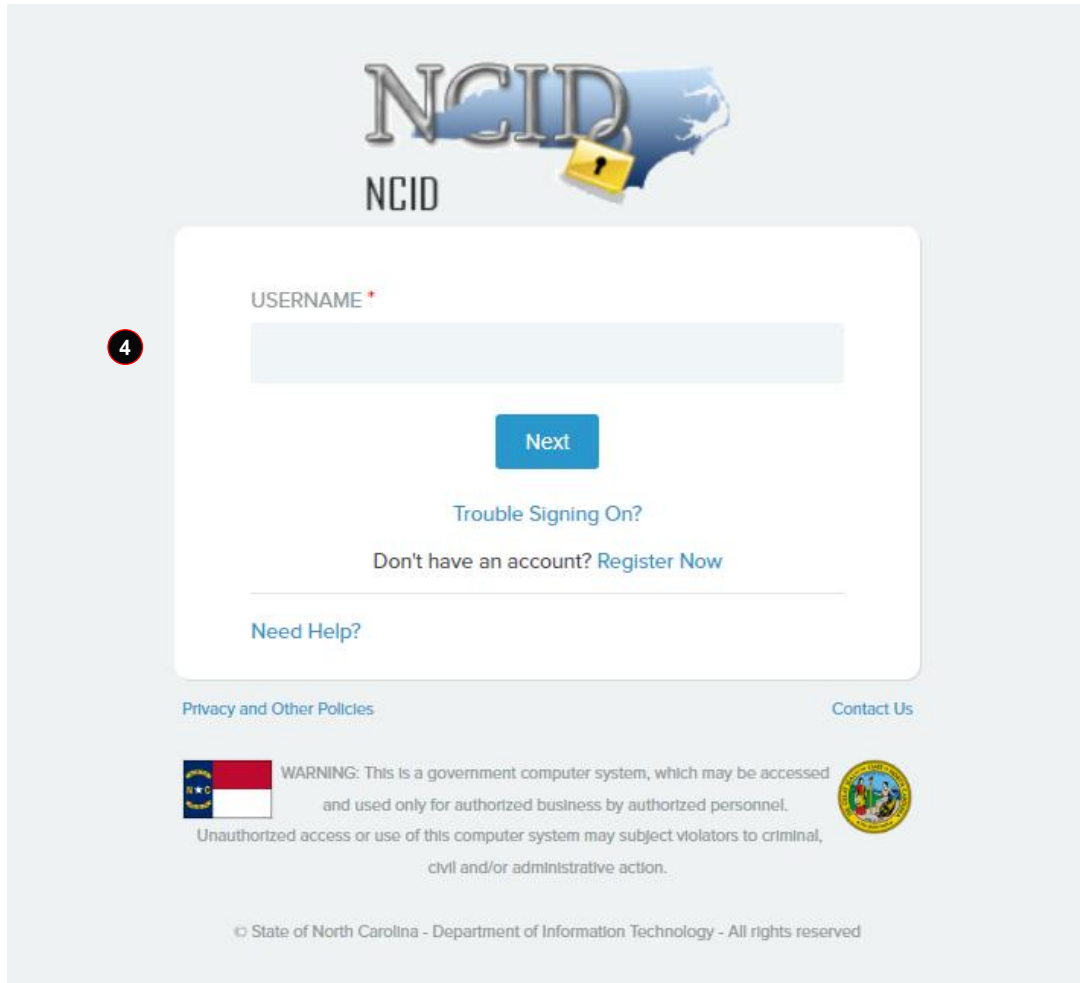 NCID
NCID
USERNAME *
4
Next
Trouble Signing On?
Don't have an account? Register Now
Need Help?
Privacy and Other Policies
Contact Us
N★C
WARNING: This is a government computer system, which may be accessed
and used only for authorized business by authorized personnel.
Unauthorized access or use of this computer system may subject violators to criminal,
civil and/or administrative action.
© State of North Carolina - Department of Information Technology - All rights reserved